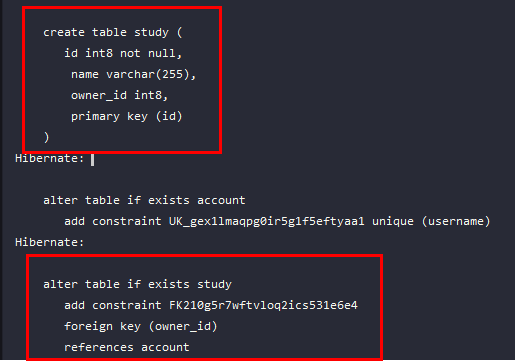 create table study (
id int8 not null,
name varchar(255),
owner_id int8,
primary key (id)
)
Hibernate:
alter table if exists account
add constraint UK_gex1lmaqpg0ir5g1f5eftyaa1 unique (username)
Hibernate:
alter table if exists study
add constraint FK210g5r7wftvloq2ics531e6e4
foreign key (owner_id)
references account